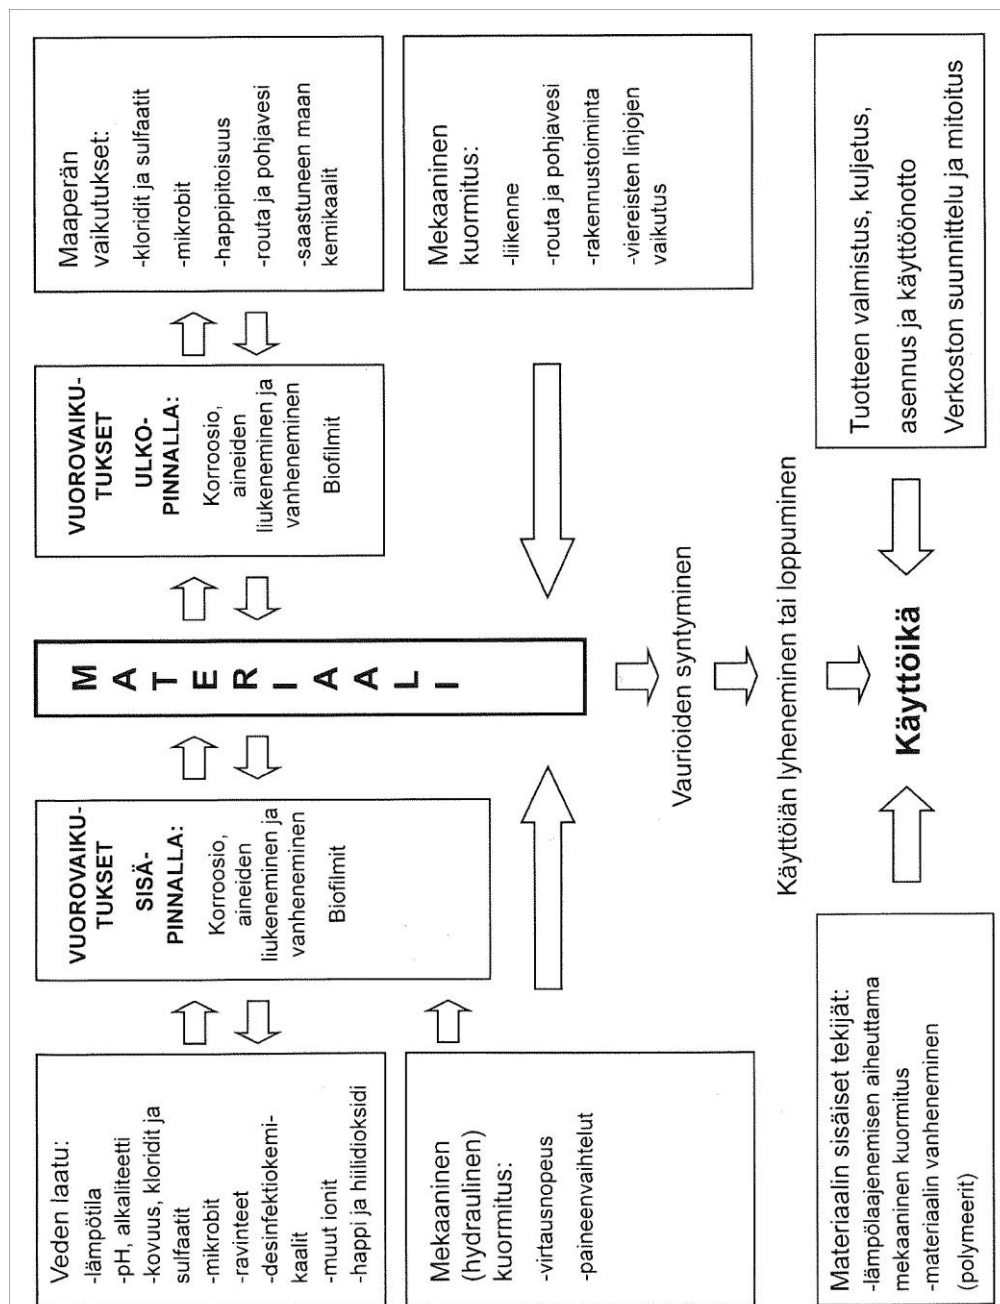 Veden laatu:
-lämpötila
-pH, alkaliteetti
-kovuus, kloridit ja
sulfaatit
-mikrobit
-ravinteet
-desinfektiokemi-
kaalit
-muut ionit
-happi ja hiilidioksidi
VUOROVAIKU-
TUKSET
SISÄ-
PINNALLA:
Korroosio,
aineiden
liukeneminen ja
vanheneminen
Biofilmit
M A T E R I A A L I
VUOROVAIKU-
TUKSET
ULKO-
PINNALLA:
Korroosio,
aineiden
liukeneminen ja
vanheneminen
Biofilmit
Maaperän
vaikutukset:
-kloridit ja sulfaatit
-mikrobit
-happipitoisuus
-routa ja pohjavesi
-saastuneen maan
kemikaalit
Mekaaninen
(hydraulinen)
kuormitus:
-virtausnopeus
-paineenvaihtelut
Mekaaninen
kuormitus:
-liikenne
-routa ja pohjavesi
-rakennustoiminta
-viereisten linjojen
vaikutus
Vaurioiden syntyminen
Käyttöiän lyheneminen tai loppuminen
Materiaalin sisäiset tekijät:
-lämpölaajenemisen aiheuttama
mekaaninen kuormitus
-materiaalin vanheneminen
(polymeerit)
Käyttöikä
Tuotteen valmistus, kuljetus,
asennus ja käyttöönotto
Verkoston suunnittelu ja mitoitus